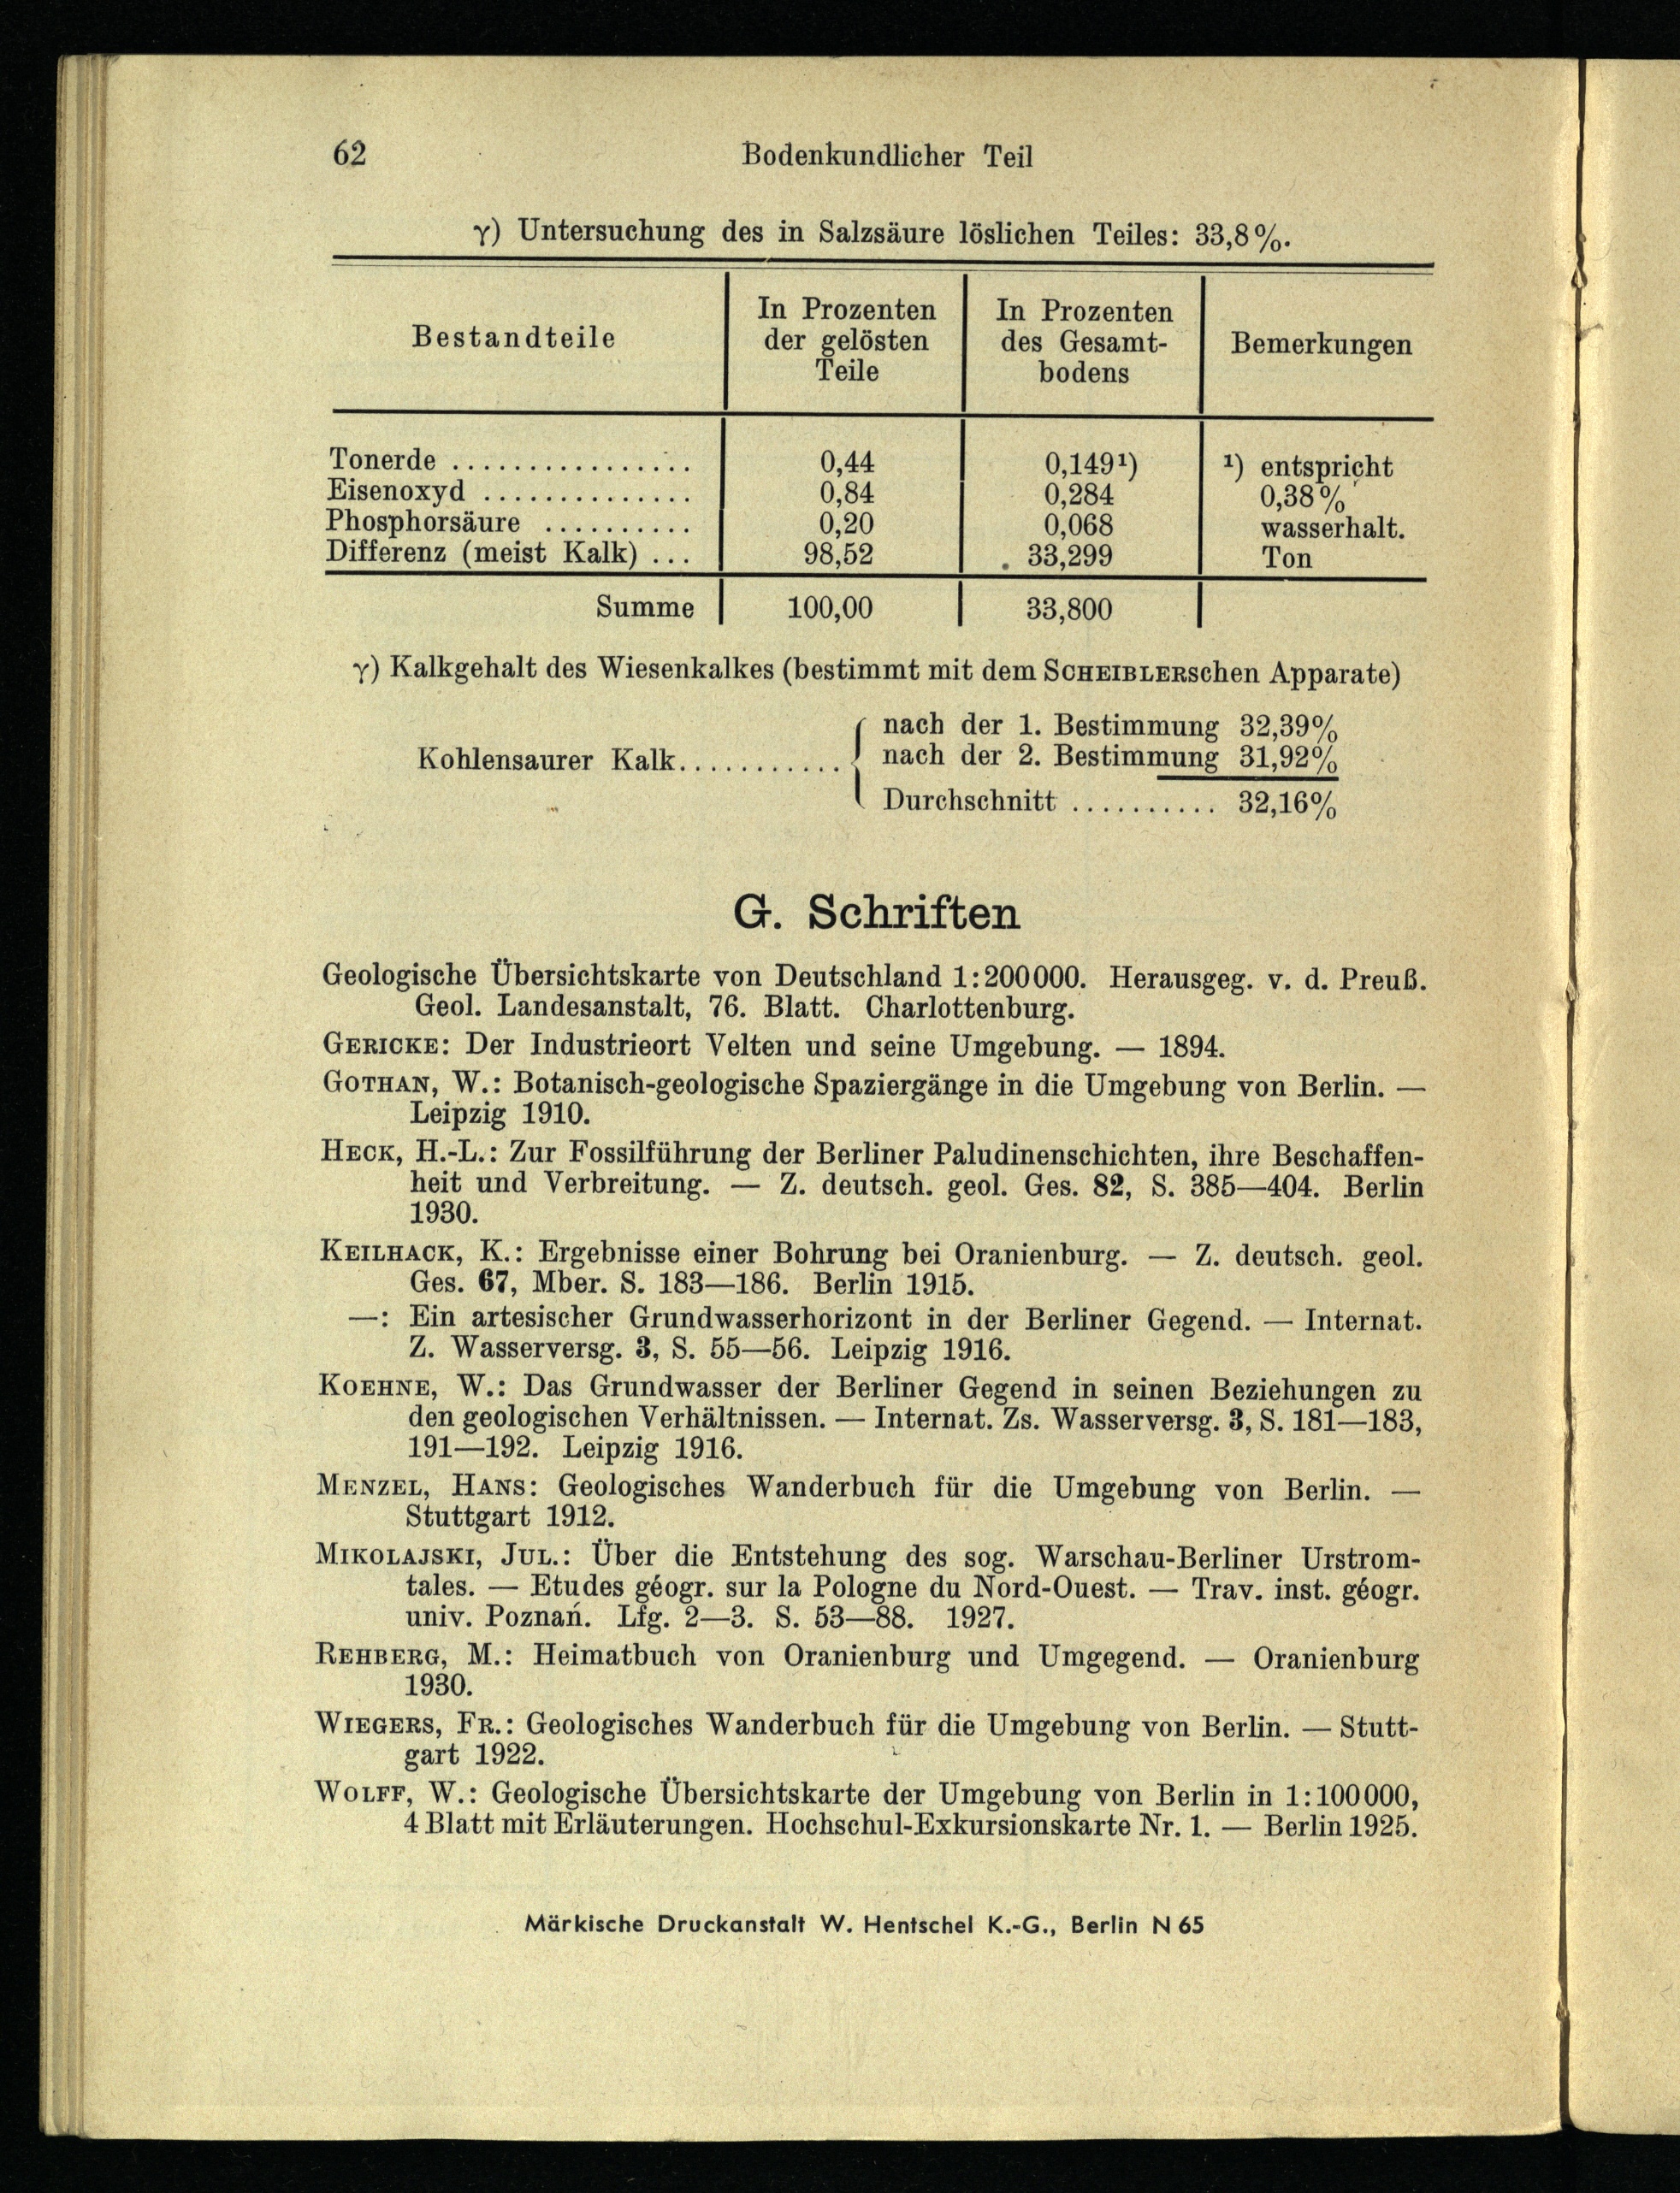 62
Bodenkundlicher Teil
γ) Untersuchung des in Salzsäure löslichen Teiles: 33,8%.
Bestandteile
In Prozenten
der gelösten
Teile
In Prozenten
des Gesamt-
bodens
Bemerkungen
Tonerde ................ 0,44 0,149¹) ¹) entspricht
Eisenoxyd .............. 0,84 0,284 0,38%
Phosphorsäure .......... 0,20 0,068 wasserhalt.
Differenz (meist Kalk) ... 98,52 33,299 Ton
Summe 100,00 33,800
γ) Kalkgehalt des Wiesenkalkes (bestimmt mit dem SCHEIBLERschen Apparate)
nach der 1. Bestimmung 32,39%
Kohlensaurer Kalk........... nach der 2. Bestimmung 31,92%
Durchschnitt .......... 32,16%
G. Schriften
Geologische Übersichtskarte von Deutschland 1:200000. Herausgeg. v. d. Preuß.
Geol. Landesanstalt, 76. Blatt. Charlottenburg.
GERICKE: Der Industrieort Velten und seine Umgebung. — 1894.
GOTHAN, W.: Botanisch-geologische Spaziergänge in die Umgebung von Berlin. —
Leipzig 1910.
HECK, H.-L.: Zur Fossilführung der Berliner Paludinenschichten, ihre Beschaffen-
heit und Verbreitung. — Z. deutsch. geol. Ges. 82, S. 385—404. Berlin
1930.
KEILHACK, K.: Ergebnisse einer Bohrung bei Oranienburg. — Z. deutsch. geol.
Ges. 67, Mber. S. 183—186. Berlin 1915.
—: Ein artesischer Grundwasserhorizont in der Berliner Gegend. — Internat.
Z. Wasserversg. 3, S. 55—56. Leipzig 1916.
KOEHNE, W.: Das Grundwasser der Berliner Gegend in seinen Beziehungen zu
den geologischen Verhältnissen. — Internat. Zs. Wasserversg. 3, S. 181—183,
191—192. Leipzig 1916.
MENZEL, HANS: Geologisches Wanderbuch für die Umgebung von Berlin. —
Stuttgart 1912.
MIKOLAJSKI, JUL.: Über die Entstehung des sog. Warschau-Berliner Urstrom-
tales. — Etudes géogr. sur la Pologne du Nord-Ouest. — Trav. inst. géogr.
univ. Poznań. Lfg. 2—3. S. 53—88. 1927.
REHBERG, M.: Heimatbuch von Oranienburg und Umgegend. — Oranienburg
1930.
WIEGERS, FR.: Geologisches Wanderbuch für die Umgebung von Berlin. — Stutt-
gart 1922.
WOLFF, W.: Geologische Übersichtskarte der Umgebung von Berlin in 1:100000,
4 Blatt mit Erläuterungen. Hochschul-Exkursionskarte Nr. 1. — Berlin 1925.
Märkische Druckanstalt W. Hentschel K.-G., Berlin N 65